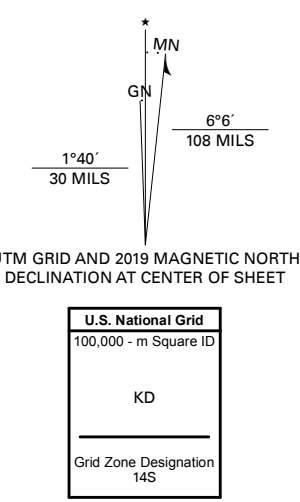 ★
MN
GN
6°6´
108 MILS
1°40´
30 MILS
UTM GRID AND 2019 MAGNETIC NORTH
DECLINATION AT CENTER OF SHEET
U.S. National Grid
100,000 - m Square ID
KD
Grid Zone Designation
14S